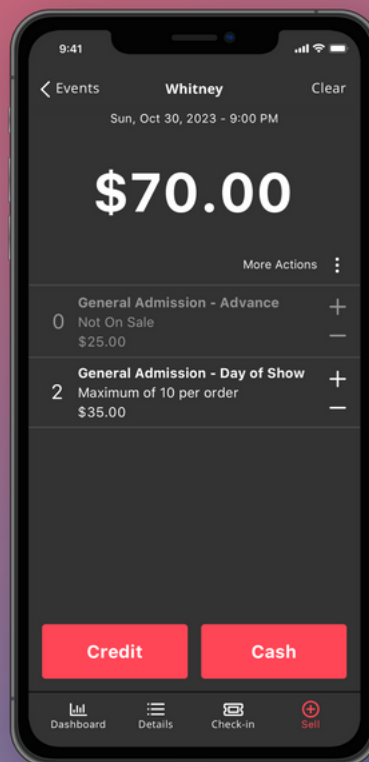 9:41
Events
Whitney
Clear
Sun, Oct 30, 2023 - 9:00 PM
$70.00
More Actions
General Admission - Advance
0
Not On Sale
$25.00
General Admission - Day of Show
2
Maximum of 10 per order
$35.00
Credit
Cash
Dashboard
Details
Check-in
Sell